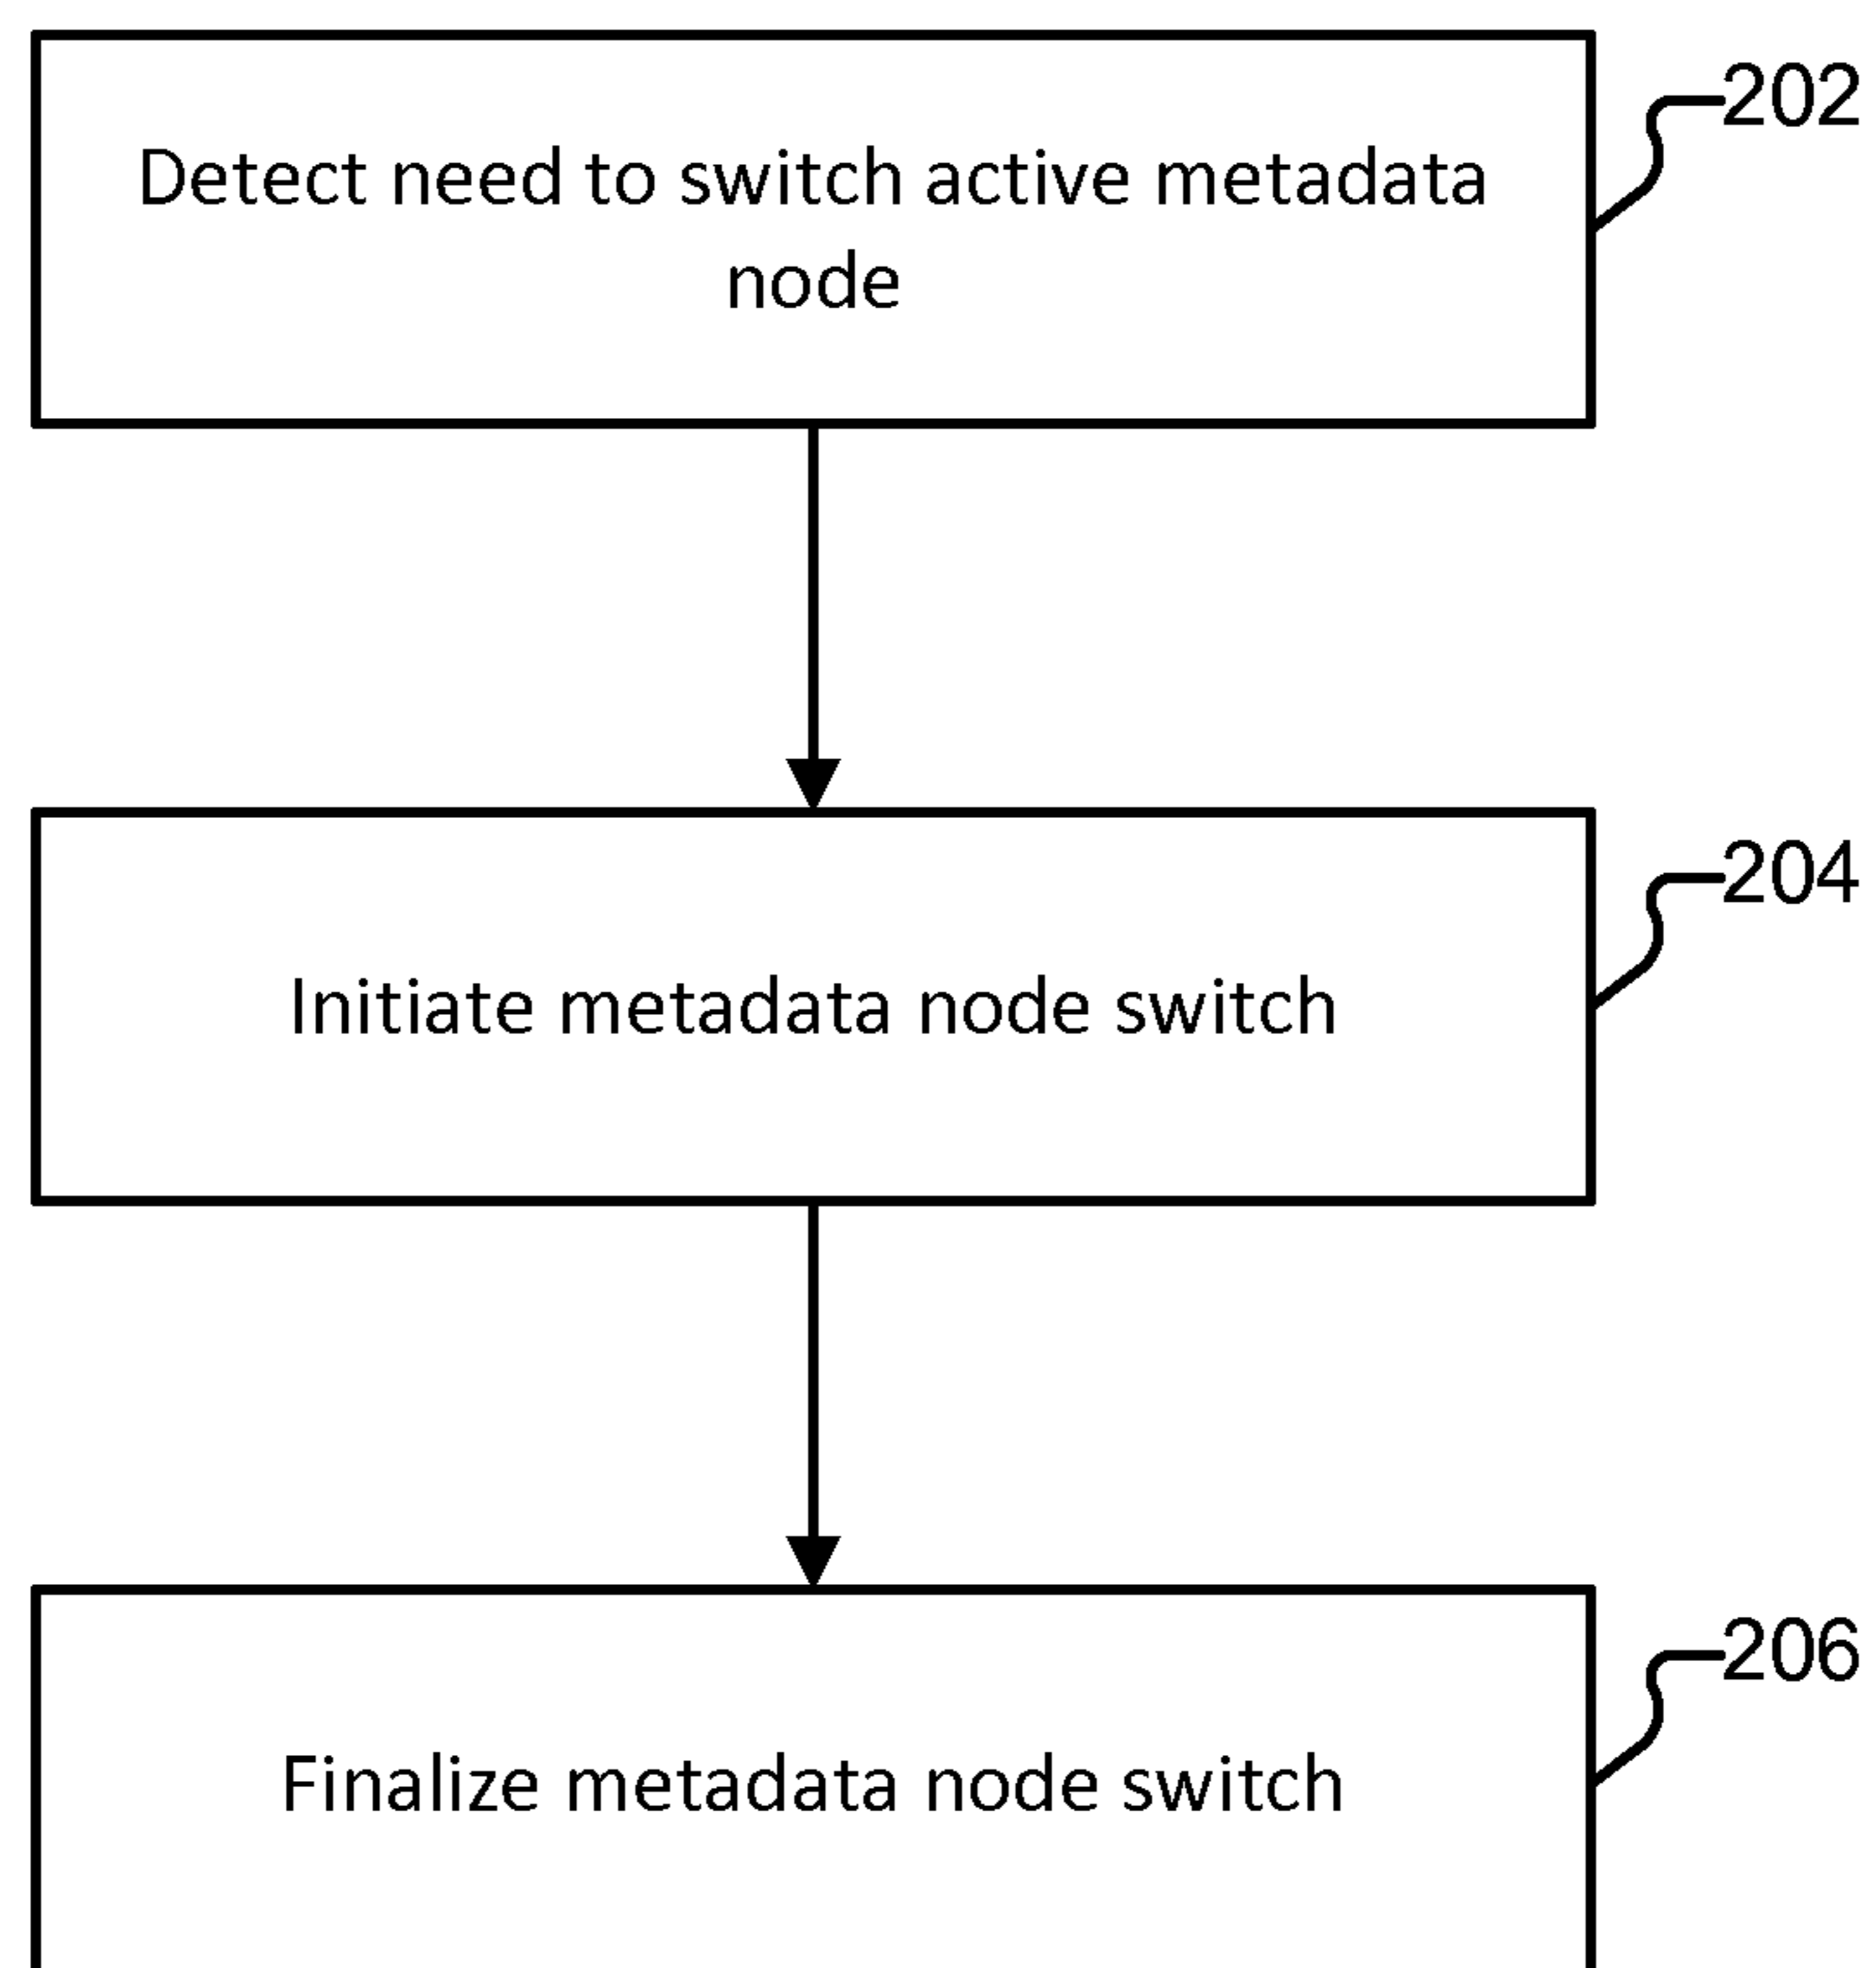 202
Detect need to switch active metadata
node
204
Initiate metadata node switch
206
Finalize metadata node switch